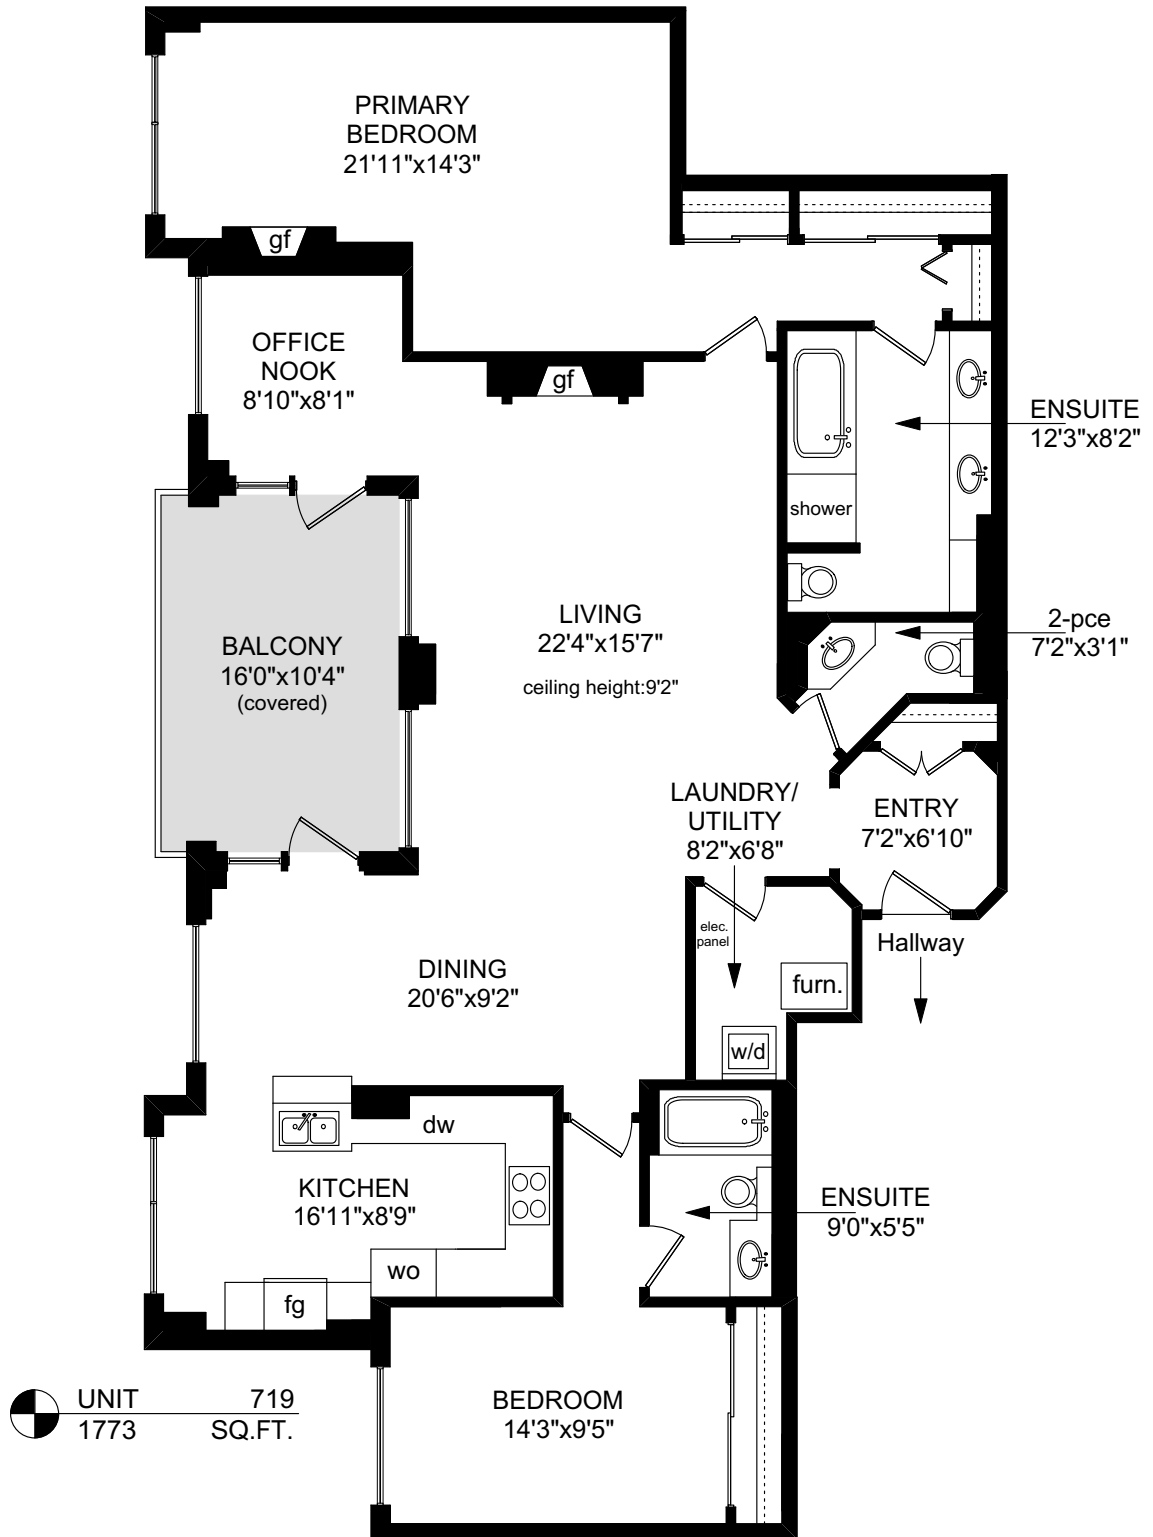 PRIMARY
BEDROOM
21'11"x14'3"
gf
OFFICE
NOOK
8'10"x8'1"
gf
ENSUITE
12'3"x8'2"
shower
BALCONY
16'0"x10'4"
(covered)
LIVING
22'4"x15'7"
ceiling height:9'2"
2-pce
7'2"x3'1"
LAUNDRY/
UTILITY
8'2"x6'8"
ENTRY
7'2"x6'10"
elec.
panel
Hallway
DINING
20'6"x9'2"
furn.
w/d
dw
KITCHEN
16'11"x8'9"
ENSUITE
9'0"x5'5"
wo
fg
BEDROOM
14'3"x9'5"
UNIT 719
1773 SQ.FT.